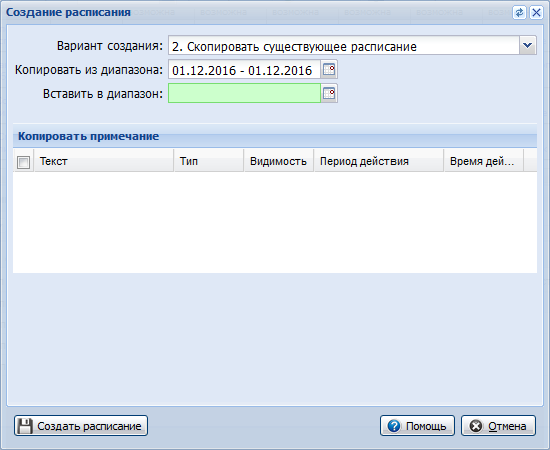 Создание расписания
Вариант создания: 2. Скопировать существующее расписание
Копировать из диапазона: 01.12.2016 - 01.12.2016
Вставить в диапазон:
Копировать примечание
Текст Тип Видимость Период действия Время дей...
Создать расписание Помощь Отмена